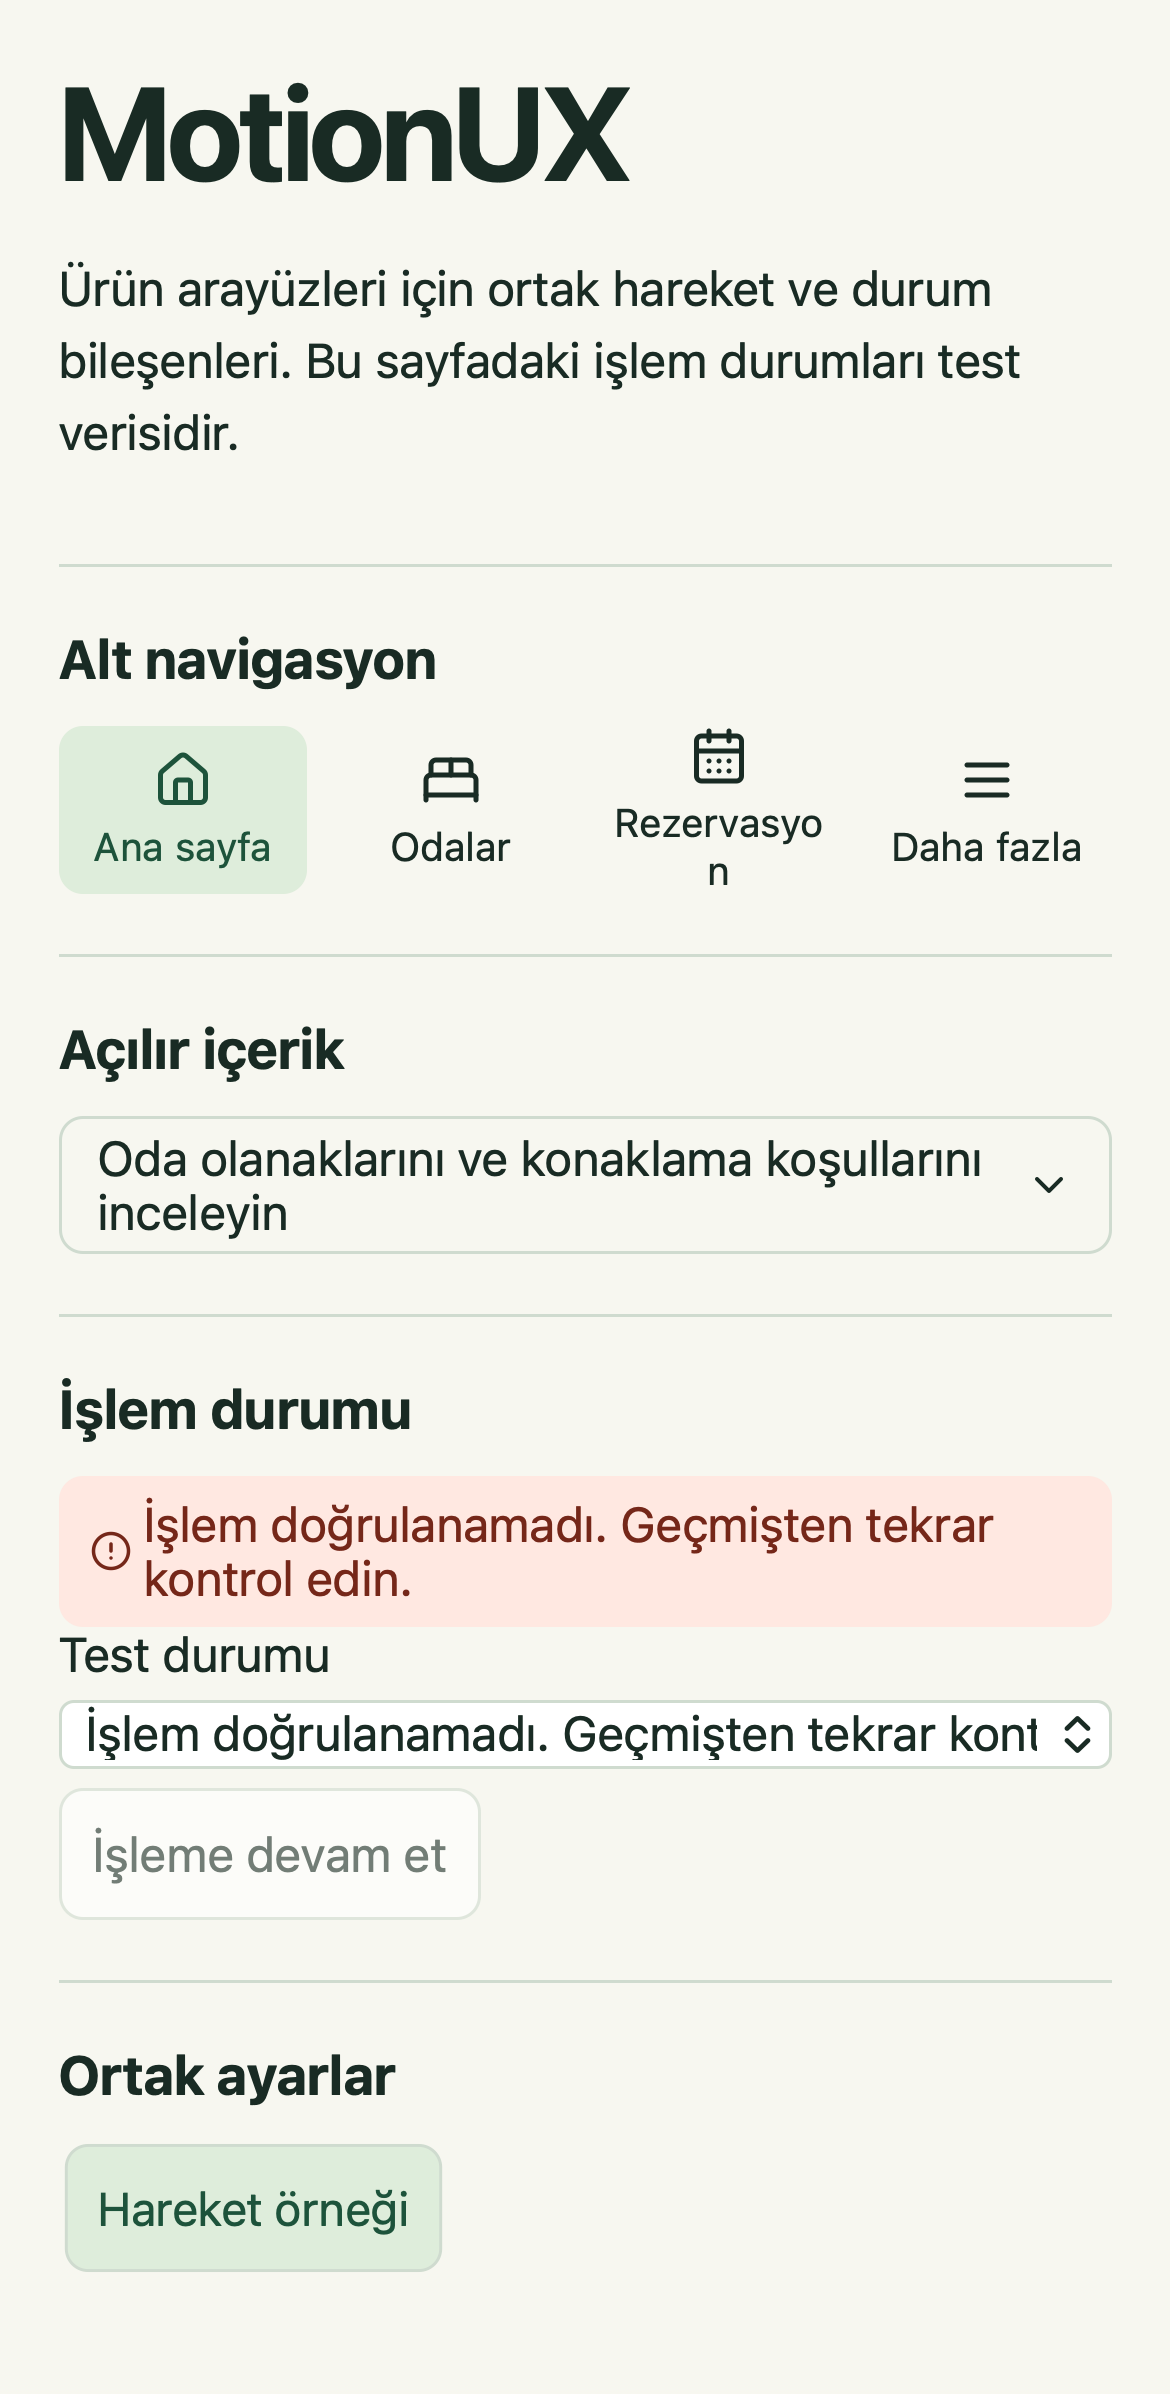 MotionUX
Ürün arayüzleri için ortak hareket ve durum
bileşenleri. Bu sayfadaki işlem durumları test
verisidir.
Alt navigasyon
Ana sayfa
Odalar
Rezervasyo
n
Daha fazla
Açılır içerik
Oda olanaklarını ve konaklama koşullarını
inceleyin
İşlem durumu
İşlem doğrulanamadı. Geçmişten tekrar
kontrol edin.
Test durumu
İşlem doğrulanamadı. Geçmişten tekrar kont
İşleme devam et
Ortak ayarlar
Hareket örneği